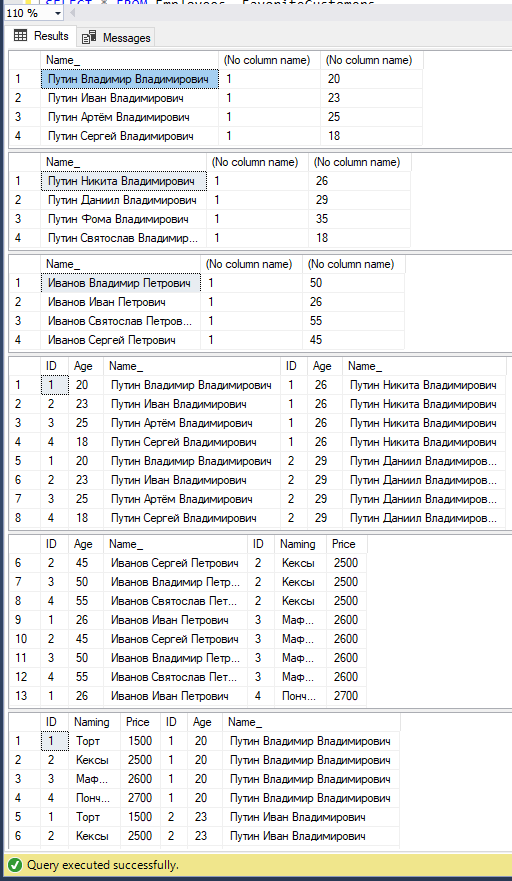 SELECT * FROM Employees, FavoriteCustomers
110 %
Results Messages
Name_ (No column name) (No column name)
1 Путин Владимир Владимирович 1 20
2 Путин Иван Владимирович 1 23
3 Путин Артём Владимирович 1 25
4 Путин Сергей Владимирович 1 18
Name_ (No column name) (No column name)
1 Путин Никита Владимирович 1 26
2 Путин Даниил Владимирович 1 29
3 Путин Фома Владимирович 1 35
4 Путин Святослав Владимир... 1 18
Name_ (No column name) (No column name)
1 Иванов Владимир Петрович 1 50
2 Иванов Иван Петрович 1 26
3 Иванов Святослав Петров... 1 55
4 Иванов Сергей Петрович 1 45
ID Age Name_ ID Age Name_
1 1 20 Путин Владимир Владимирович 1 26 Путин Никита Владимирович
2 2 23 Путин Иван Владимирович 1 26 Путин Никита Владимирович
3 3 25 Путин Артём Владимирович 1 26 Путин Никита Владимирович
4 4 18 Путин Сергей Владимирович 1 26 Путин Никита Владимирович
5 1 20 Путин Владимир Владимирович 2 29 Путин Даниил Владимиров...
6 2 23 Путин Иван Владимирович 2 29 Путин Даниил Владимиров...
7 3 25 Путин Артём Владимирович 2 29 Путин Даниил Владимиров...
8 4 18 Путин Сергей Владимирович 2 29 Путин Даниил Владимиров...
ID Age Name_ ID Naming Price
6 2 45 Иванов Сергей Петрович 2 Кексы 2500
7 3 50 Иванов Владимир Петр... 2 Кексы 2500
8 4 55 Иванов Святослав Пет... 2 Кексы 2500
9 1 26 Иванов Иван Петрович 3 Маф... 2600
10 2 45 Иванов Сергей Петрович 3 Маф... 2600
11 3 50 Иванов Владимир Петр... 3 Маф... 2600
12 4 55 Иванов Святослав Пет... 3 Маф... 2600
13 1 26 Иванов Иван Петрович 4 Понч... 2700
ID Naming Price ID Age Name_
1 1 Торт 1500 1 20 Путин Владимир Владимирович
2 2 Кексы 2500 1 20 Путин Владимир Владимирович
3 3 Маф... 2600 1 20 Путин Владимир Владимирович
4 4 Понч... 2700 1 20 Путин Владимир Владимирович
5 1 Торт 1500 2 23 Путин Иван Владимирович
6 2 Кексы 2500 2 23 Путин Иван Владимирович
Query executed successfully.